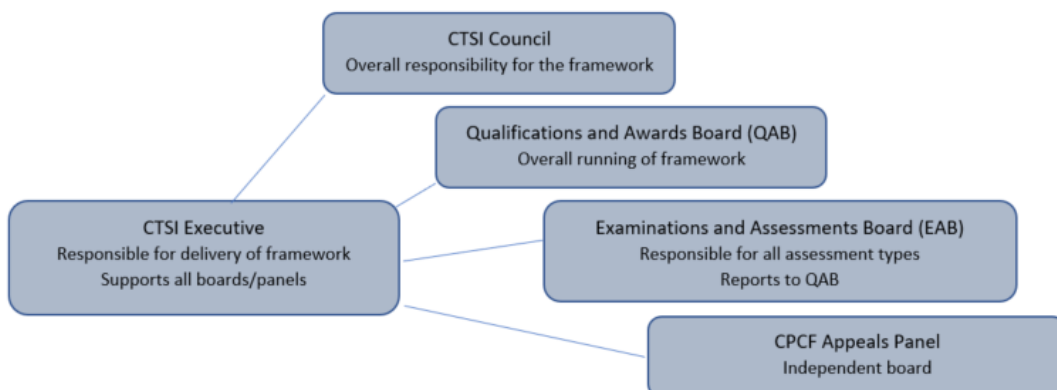 CTSI Council
Overall responsibility for the framework
Qualifications and Awards Board (QAB)
Overall running of framework
CTSI Executive
Responsible for delivery of framework
Supports all boards/panels
Examinations and Assessments Board (EAB)
Responsible for all assessment types
Reports to QAB
CPCF Appeals Panel
Independent board